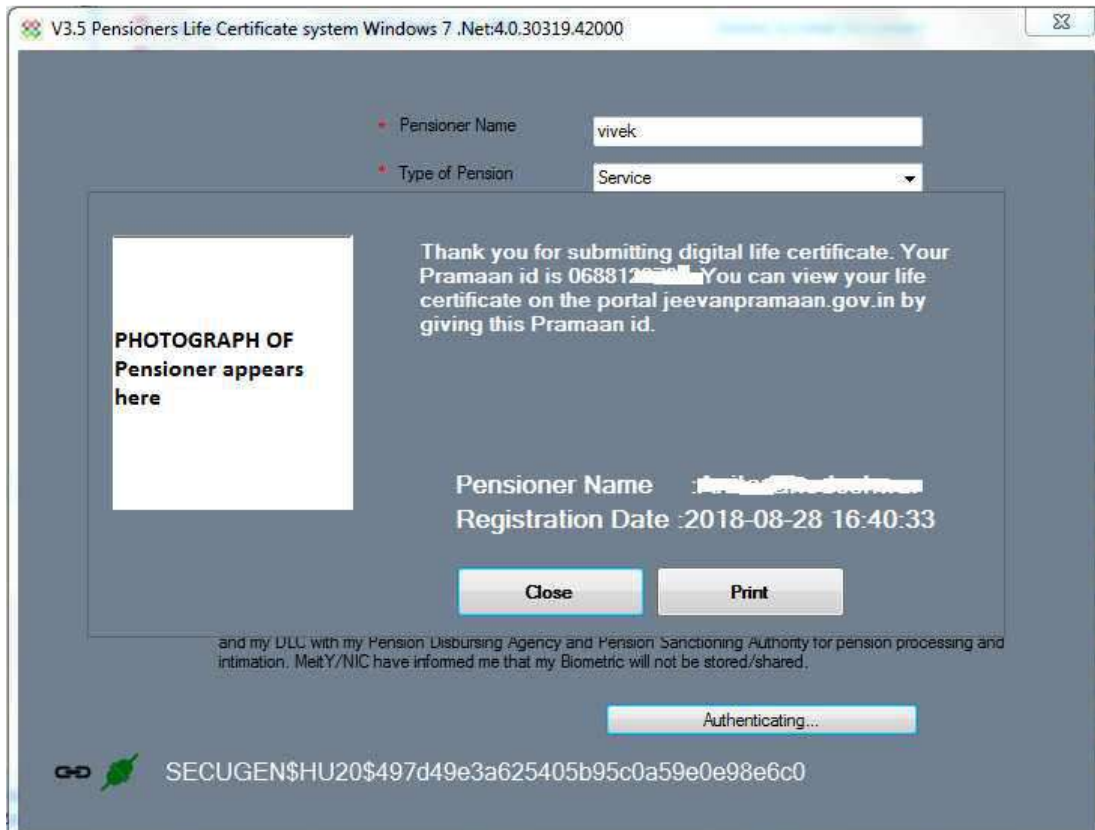 V3.5 Pensioners Life Certificate system Windows 7 .Net:4.0.30319.42000
* Pensioner Name
vivek
* Type of Pension
Service
PHOTOGRAPH OF
Pensioner appears
here
Thank you for submitting digital life certificate. Your
Pramaan id is You can view your life
certificate on the portal jeevanpramaan.gov.in by
giving this Pramaan id.
Pensioner Name :
Registration Date :2018-08-28 16:40:33
Close
Print
and my DLC with my Pension Disbursing Agency and Pension Sanctioning Authority for pension processing and
intimation. MeitY/NIC have informed me that my Biometric will not be stored/shared.
Authenticating...
SECUGEN$HU20$497d49e3a625405b95c0a59e0e98e6c0